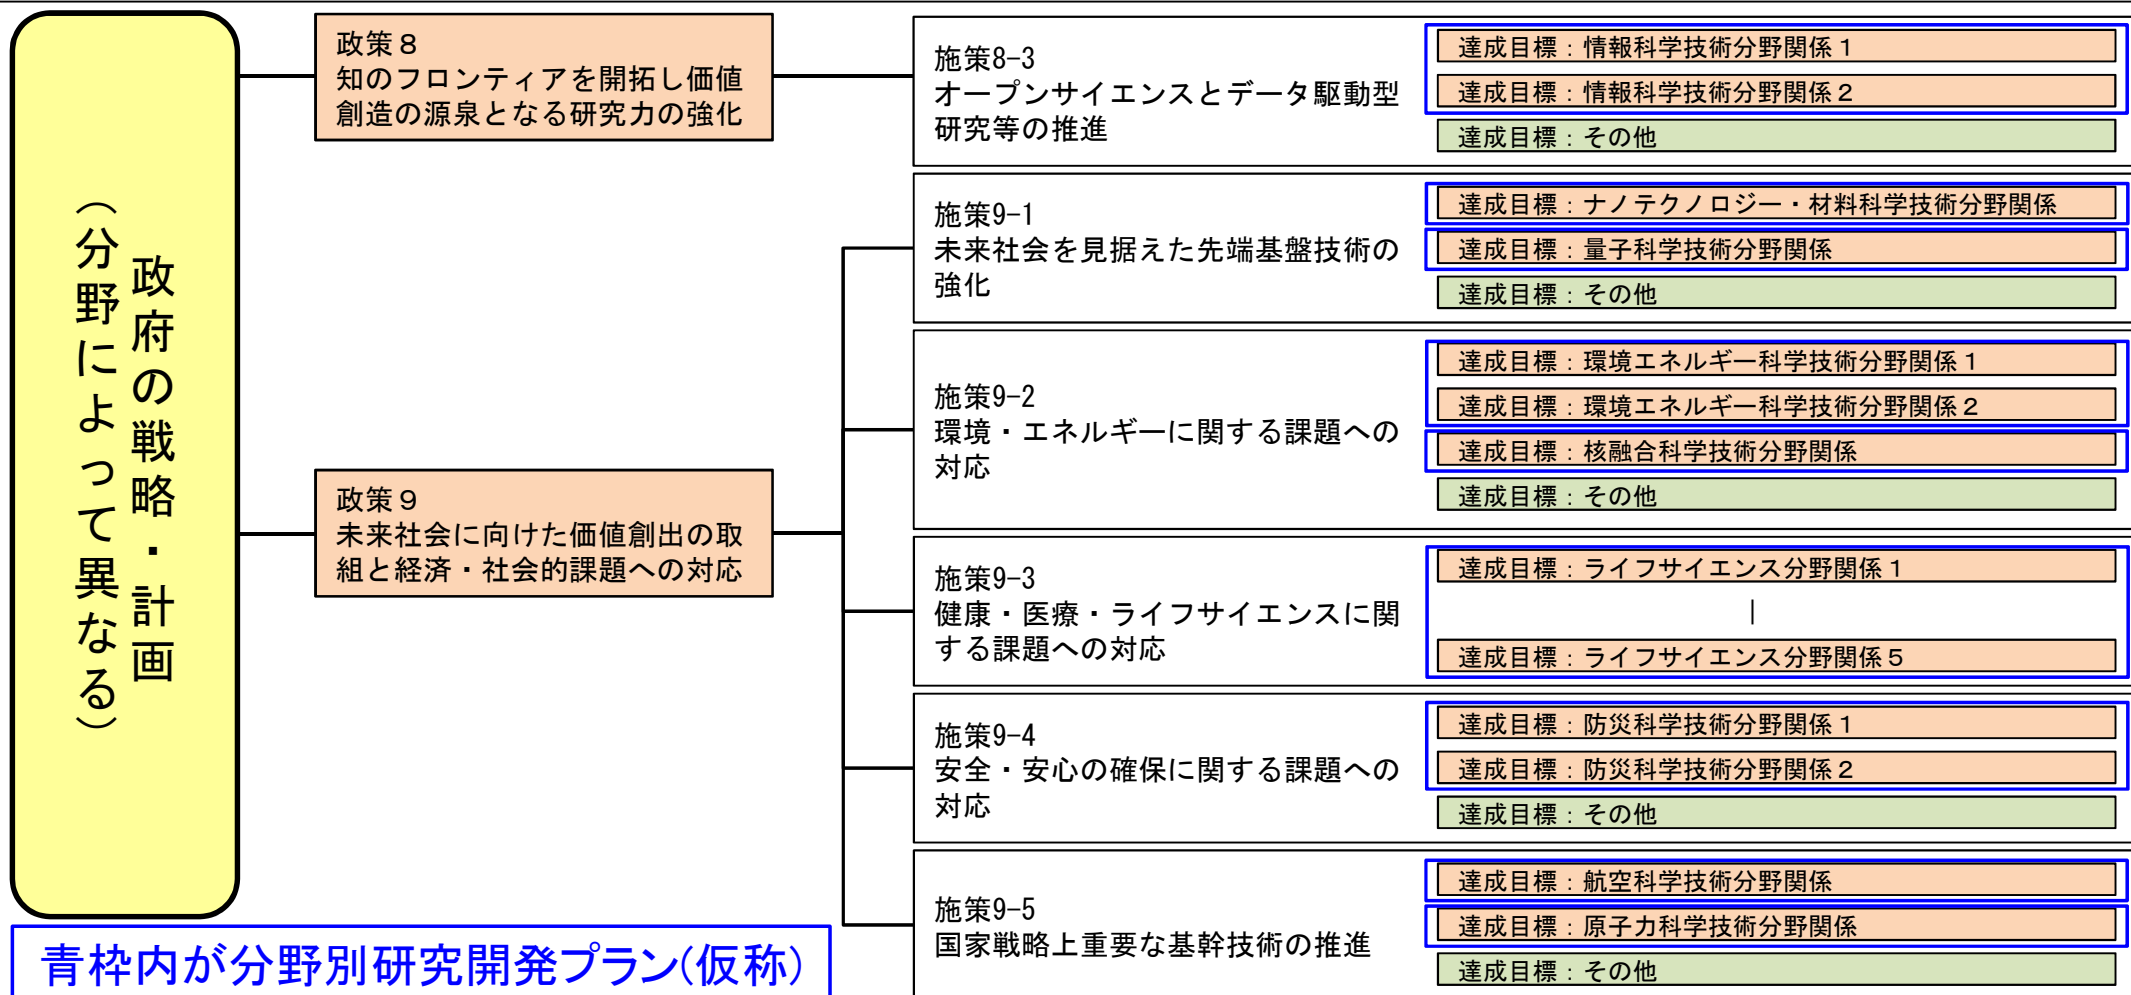 政府の戦略・計画
（分野によって異なる）
政策８
知のフロンティアを開拓し価値
創造の源泉となる研究力の強化
施策8-3
オープンサイエンスとデータ駆動型
研究等の推進
達成目標：情報科学技術分野関係１
達成目標：情報科学技術分野関係２
達成目標：その他
政策９
未来社会に向けた価値創出の取
組と経済・社会的課題への対応
施策9-1
未来社会を見据えた先端基盤技術の
強化
達成目標：ナノテクノロジー・材料科学技術分野関係
達成目標：量子科学技術分野関係
達成目標：その他
施策9-2
環境・エネルギーに関する課題への
対応
達成目標：環境エネルギー科学技術分野関係１
達成目標：環境エネルギー科学技術分野関係２
達成目標：核融合科学技術分野関係
達成目標：その他
施策9-3
健康・医療・ライフサイエンスに関
する課題への対応
達成目標：ライフサイエンス分野関係１
｜
達成目標：ライフサイエンス分野関係５
施策9-4
安全・安心の確保に関する課題への
対応
達成目標：防災科学技術分野関係１
達成目標：防災科学技術分野関係２
達成目標：その他
施策9-5
国家戦略上重要な基幹技術の推進
達成目標：航空科学技術分野関係
達成目標：原子力科学技術分野関係
達成目標：その他
青枠内が分野別研究開発プラン(仮称)